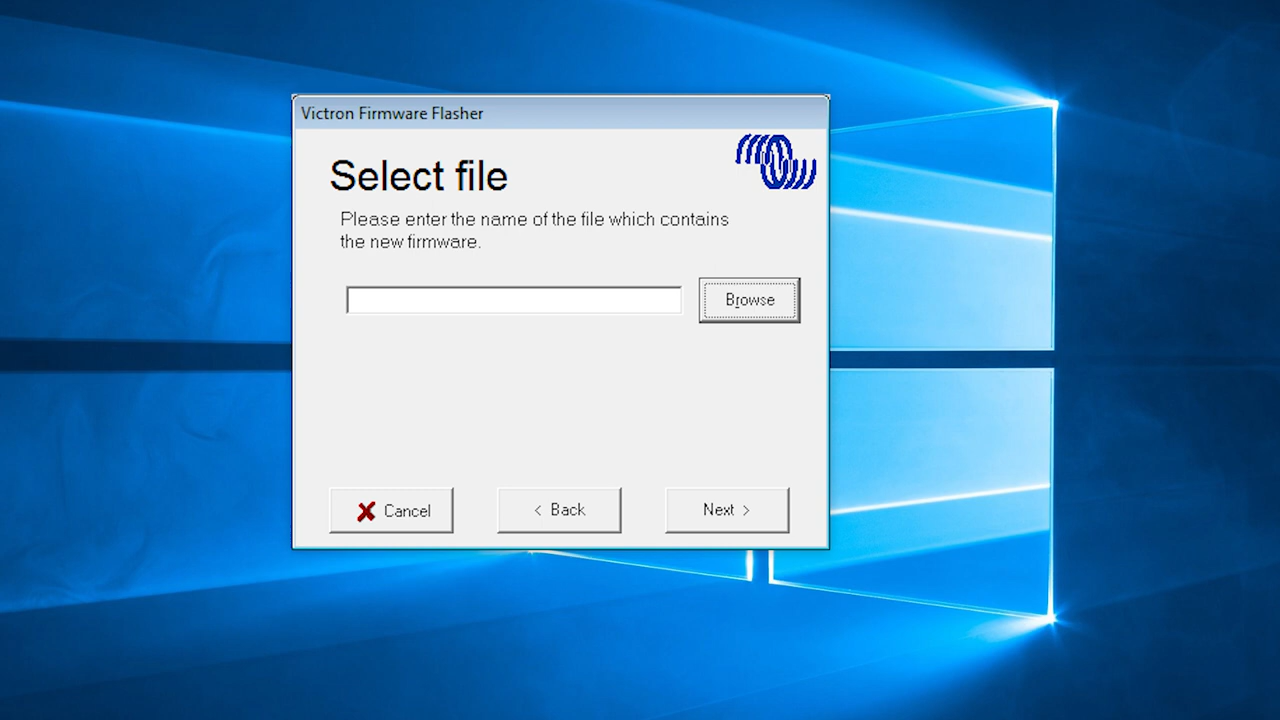 Victron Firmware Flasher
Select file
Please enter the name of the file which contains
the new firmware.
Browse
Cancel
< Back
Next >